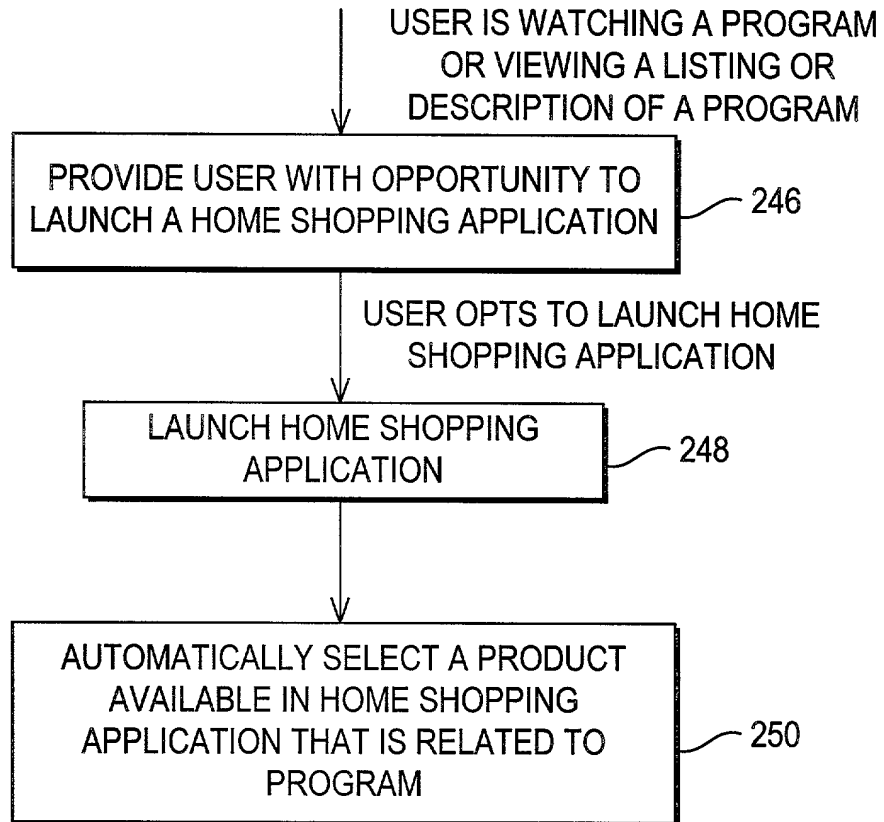 USER IS WATCHING A PROGRAM
OR VIEWING A LISTING OR
DESCRIPTION OF A PROGRAM
PROVIDE USER WITH OPPORTUNITY TO
LAUNCH A HOME SHOPPING APPLICATION
246
USER OPTS TO LAUNCH HOME
SHOPPING APPLICATION
LAUNCH HOME SHOPPING
APPLICATION
248
AUTOMATICALLY SELECT A PRODUCT
AVAILABLE IN HOME SHOPPING
APPLICATION THAT IS RELATED TO
PROGRAM
250